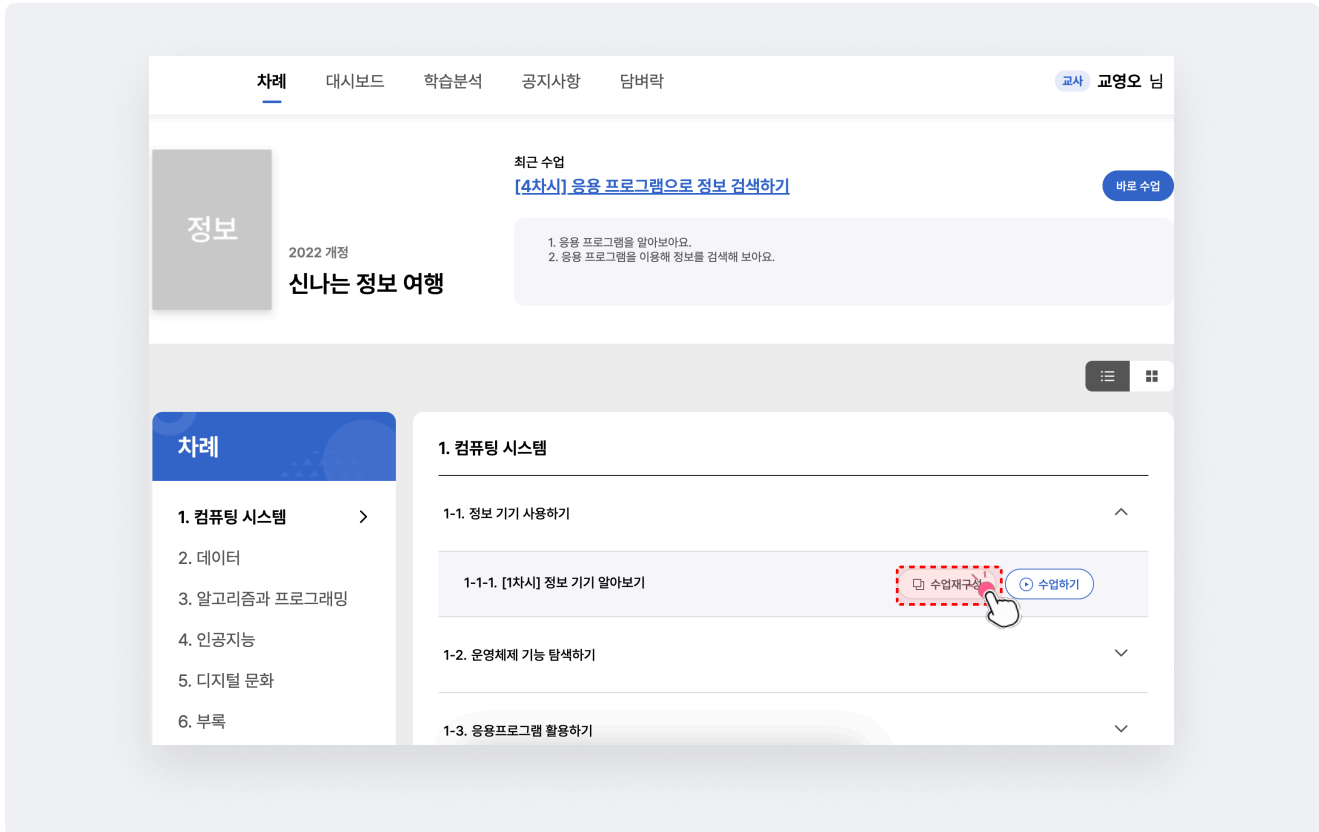 차례 대시보드 학습분석 공지사항 담벼락 교사 교영오 님
정보
2022 개정
신나는 정보 여행
최근 수업
[4차시] 응용 프로그램으로 정보 검색하기
바로 수업
1. 응용 프로그램을 알아보아요.
2. 응용 프로그램을 이용해 정보를 검색해 보아요.
차례
1. 컴퓨팅 시스템
2. 데이터
3. 알고리즘과 프로그래밍
4. 인공지능
5. 디지털 문화
6. 부록
1. 컴퓨팅 시스템
1-1. 정보 기기 사용하기
1-1-1. [1차시] 정보 기기 알아보기 수업재구성 수업하기
1-2. 운영체제 기능 탐색하기
1-3. 응용프로그램 활용하기